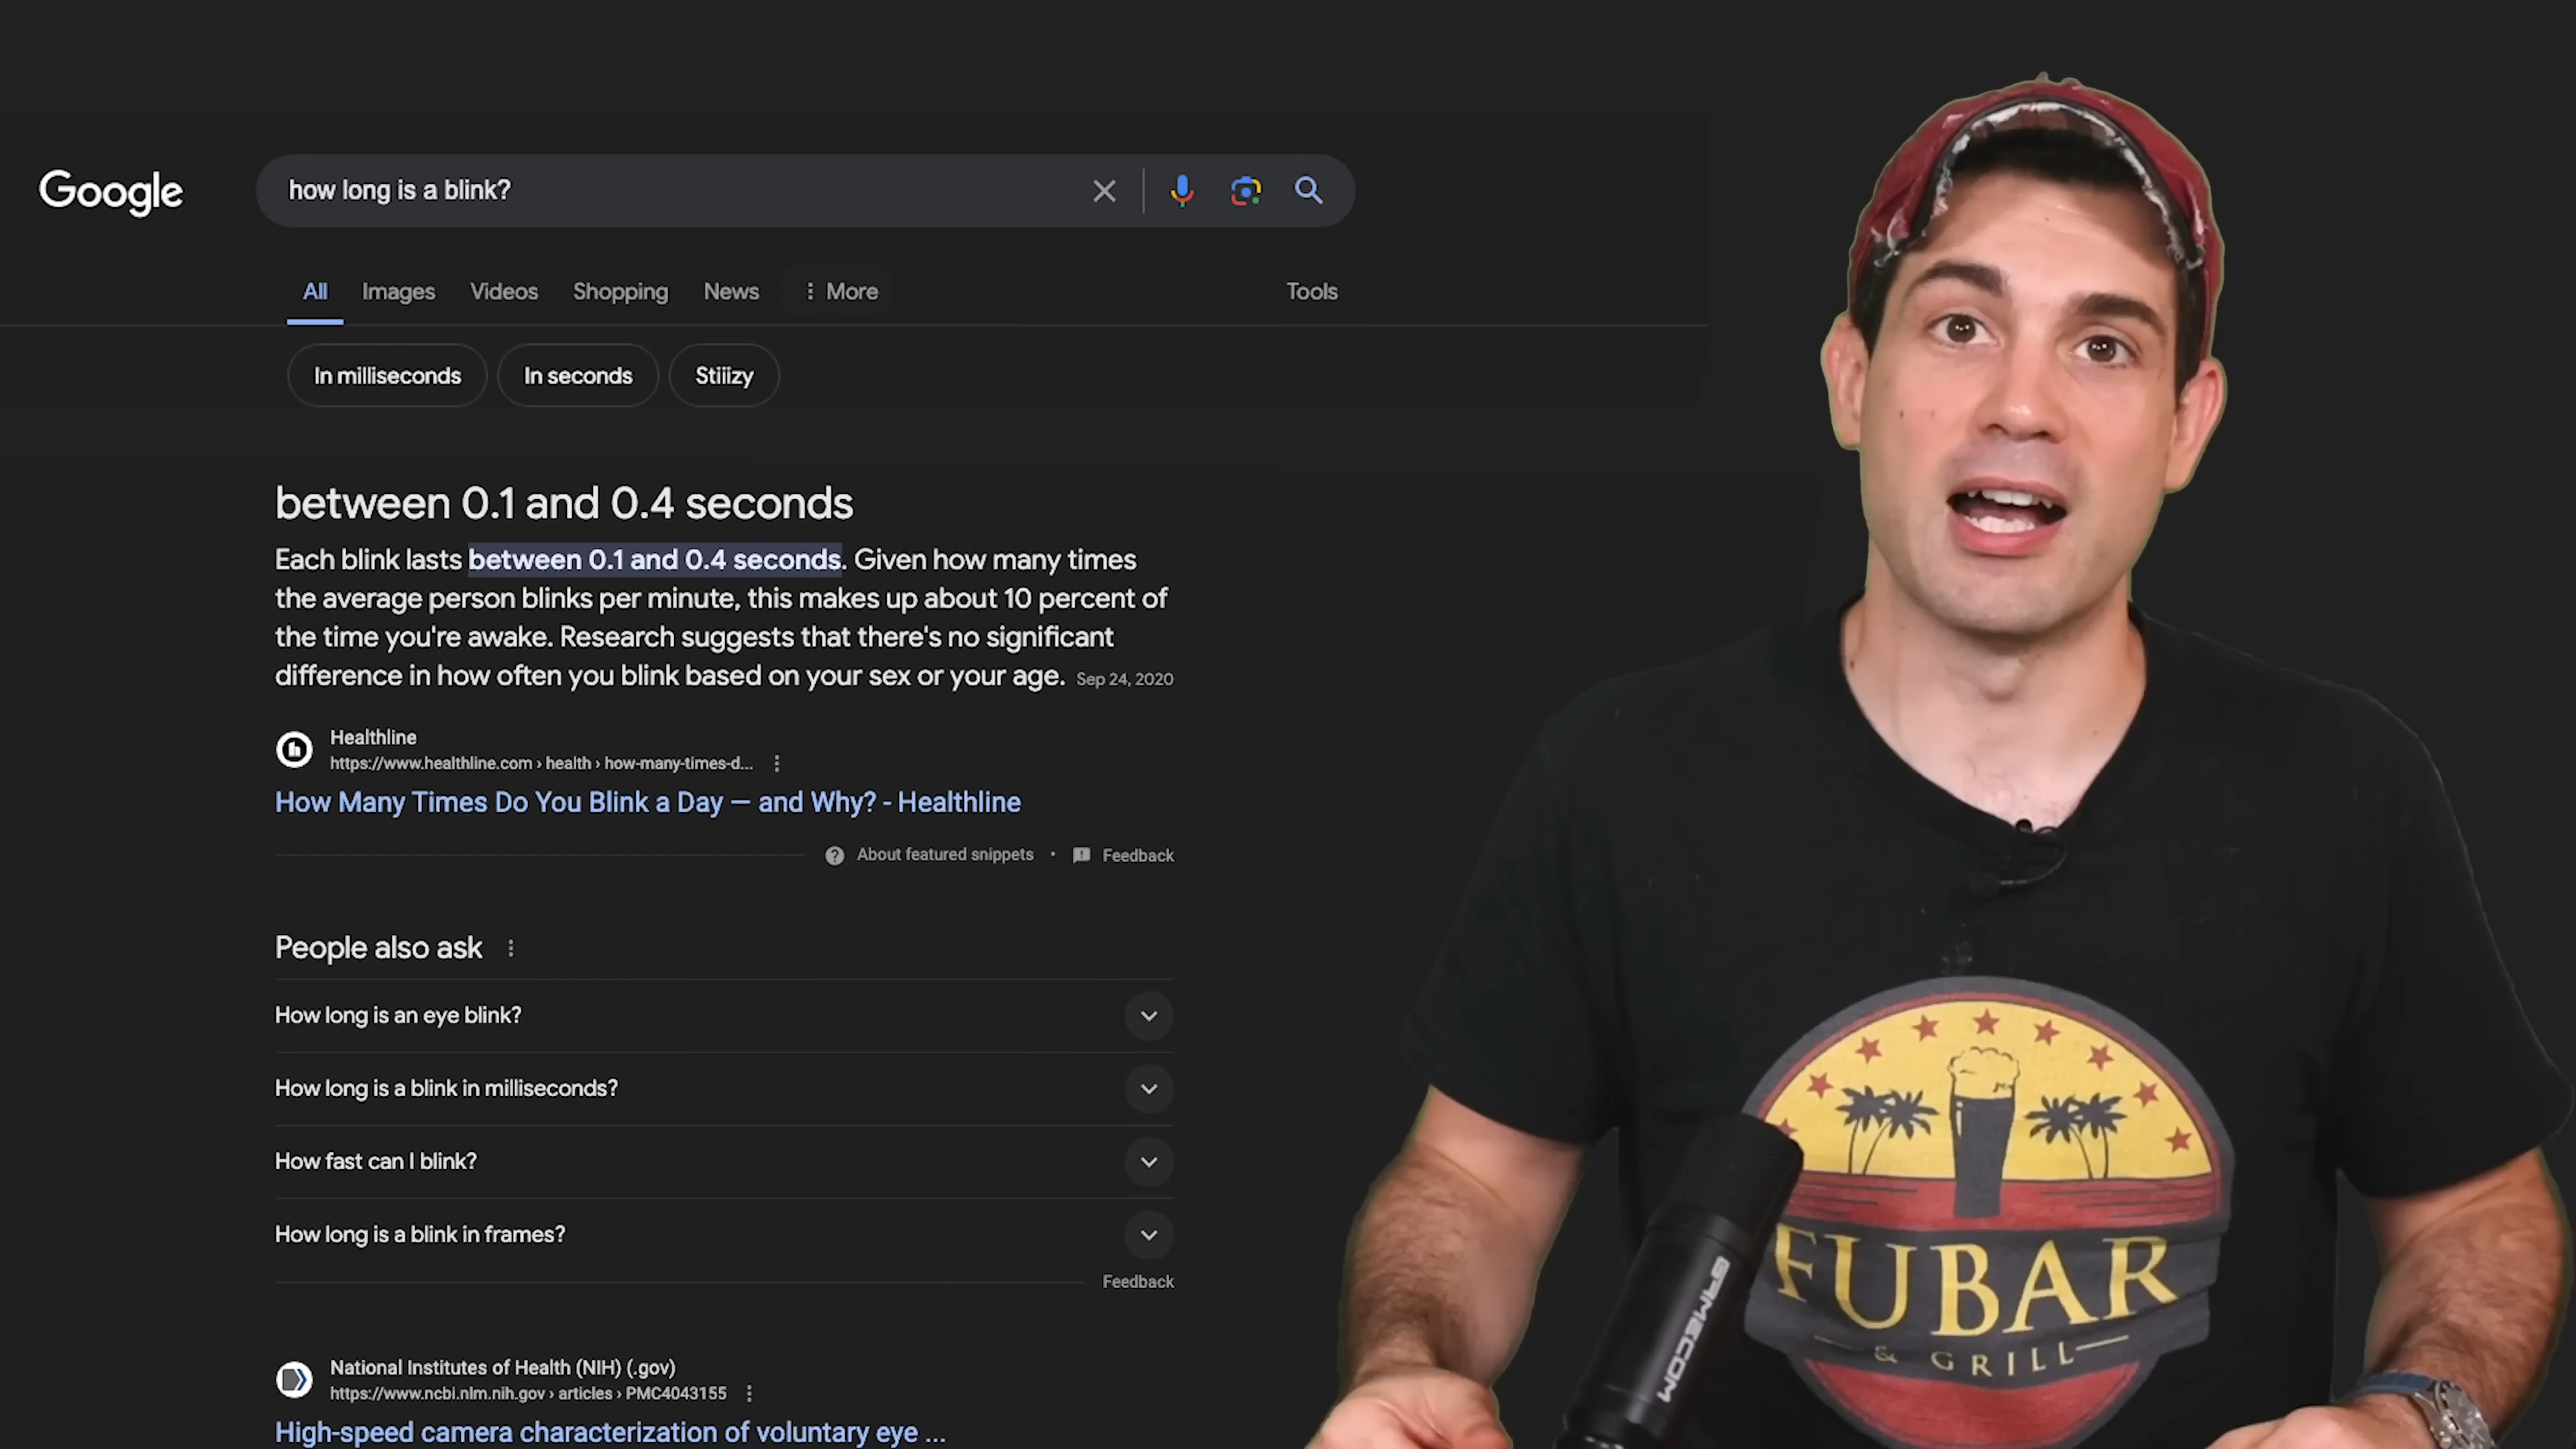 Google
how long is a blink?
All Images Videos Shopping News More Tools
In milliseconds In seconds Stiiizy
between 0.1 and 0.4 seconds
Each blink lasts between 0.1 and 0.4 seconds. Given how many times
the average person blinks per minute, this makes up about 10 percent of
the time you're awake. Research suggests that there's no significant
difference in how often you blink based on your sex or your age. Sep 24, 2020
Healthline
https://www.healthline.com › health › how-many-times-d...
How Many Times Do You Blink a Day — and Why? - Healthline
About featured snippets • Feedback
People also ask
How long is an eye blink?
How long is a blink in milliseconds?
How fast can I blink?
How long is a blink in frames?
Feedback
National Institutes of Health (NIH) (.gov)
https://www.ncbi.nlm.nih.gov › articles › PMC4043155
High-speed camera characterization of voluntary eye ...
GAMECOM
FUBAR
& GRILL